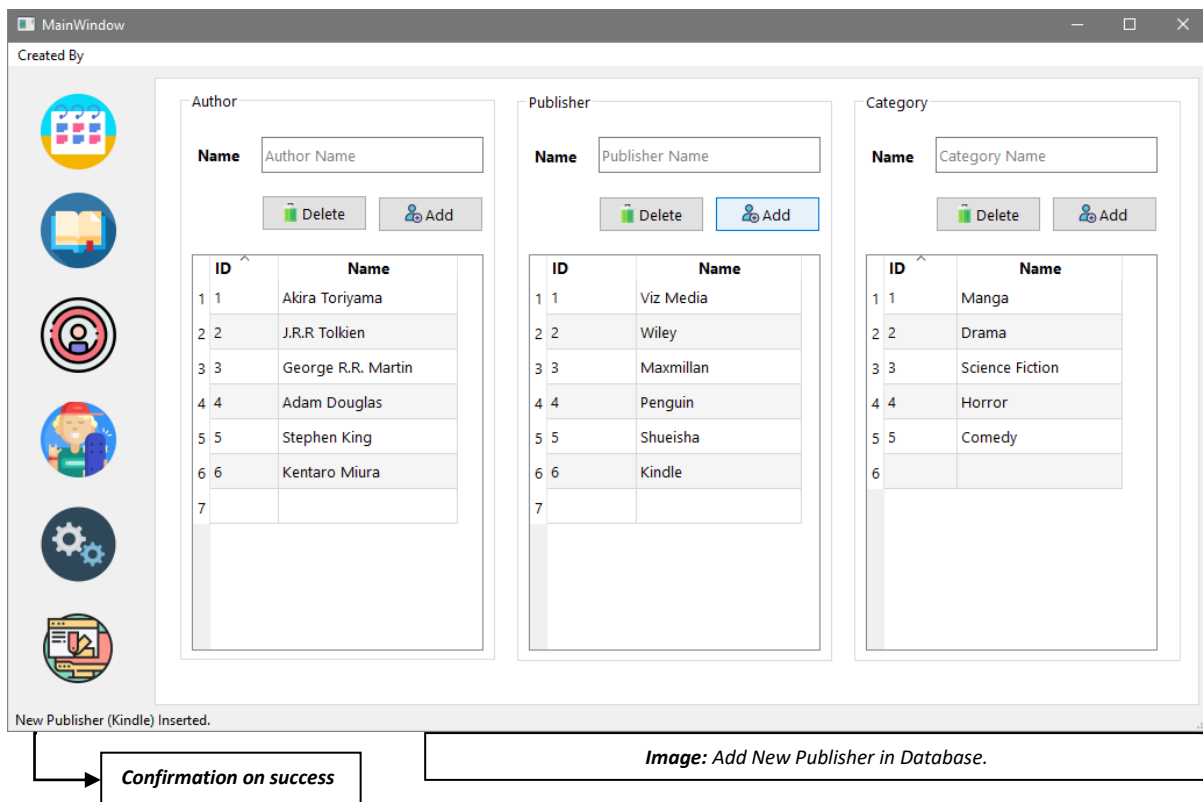 MainWindow
Created By
Author
Name Author Name
Delete Add
ID Name
1 1 Akira Toriyama
2 2 J.R.R Tolkien
3 3 George R.R. Martin
4 4 Adam Douglas
5 5 Stephen King
6 6 Kentaro Miura
7
Publisher
Name Publisher Name
Delete Add
ID Name
1 1 Viz Media
2 2 Wiley
3 3 Maxmillan
4 4 Penguin
5 5 Shueisha
6 6 Kindle
7
Category
Name Category Name
Delete Add
ID Name
1 1 Manga
2 2 Drama
3 3 Science Fiction
4 4 Horror
5 5 Comedy
6
New Publisher (Kindle) Inserted.
Image: Add New Publisher in Database.
Confirmation on success